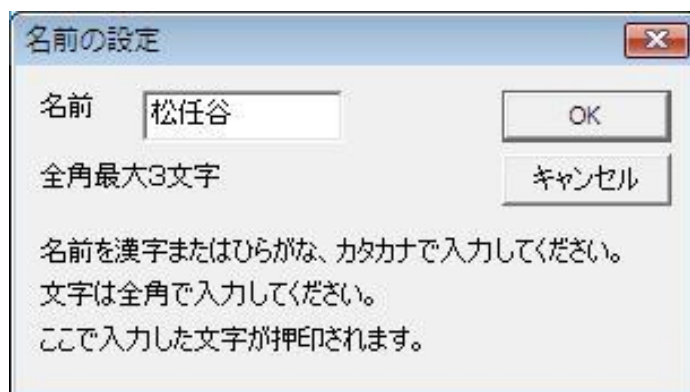 名前の設定
名前 松任谷 OK
全角最大3文字 キャンセル
名前を漢字またはひらがな、カタカナで入力してください。
文字は全角で入力してください。
ここで入力した文字が押印されます。